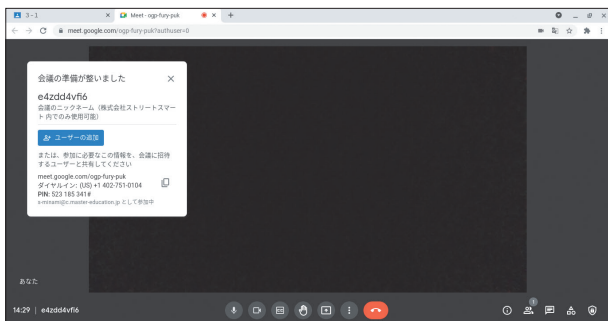 3-1
Meet - ogp-fury-puk
meet.google.com/ogp-fury-puk?authuser=0
会議の準備が整いました
e4zdd4vfi6
会議のニックネーム（株式会社ストリートスマー
ト 内でのみ使用可能）
ユーザーの追加
または、参加に必要なこの情報を、会議に招待
するユーザーと共有してください
meet.google.com/ogp-fury-puk
ダイヤルイン: (US) +1 402-751-0104
PIN: 523 185 341#
s-minami@c.master-education.jp として参加中
あなた
14:29 | e4zdd4vfi6
1